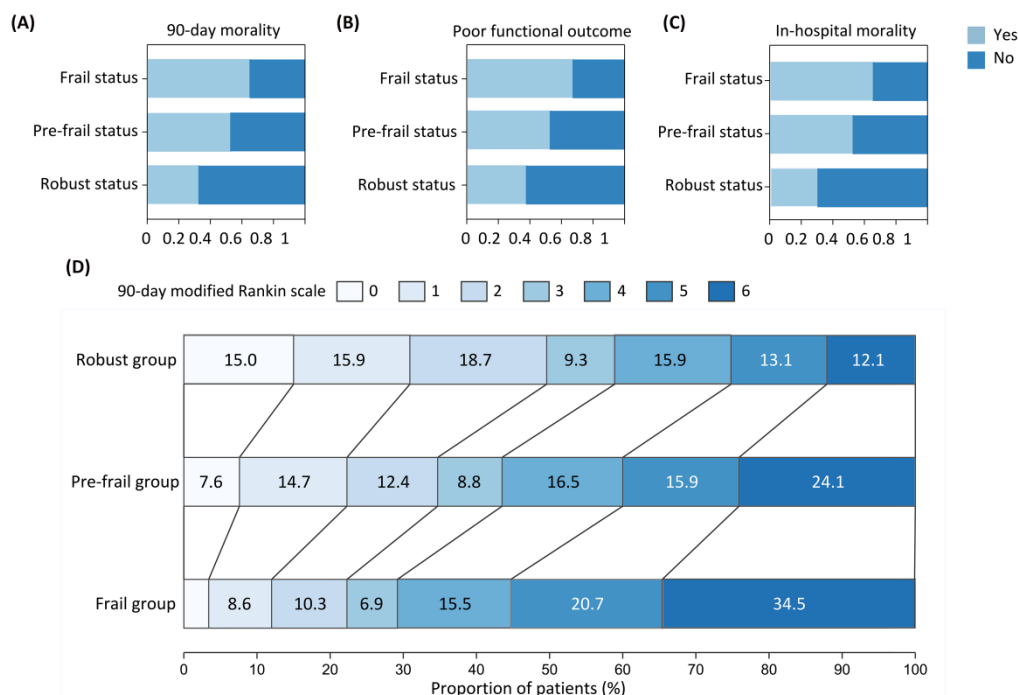 (A)
90-day morality
Frail status
Pre-frail status
Robust status
0 0.2 0.4 0.6 0.8 1
(B)
Poor functional outcome
Frail status
Pre-frail status
Robust status
0 0.2 0.4 0.6 0.8 1
(C)
In-hospital morality
Frail status
Pre-frail status
Robust status
0 0.2 0.4 0.6 0.8 1
Yes
No
(D)
90-day modified Rankin scale 0 1 2 3 4 5 6
Robust group 15.0 15.9 18.7 9.3 15.9 13.1 12.1
Pre-frail group 7.6 14.7 12.4 8.8 16.5 15.9 24.1
Frail group 8.6 10.3 6.9 15.5 20.7 34.5
0 10 20 30 40 50 60 70 80 90 100
Proportion of patients (%)